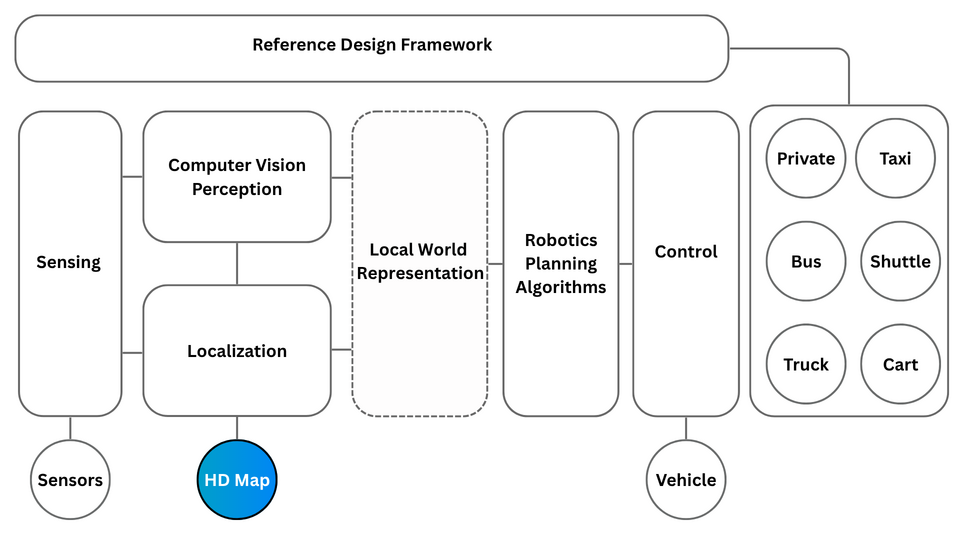 Reference Design Framework
Sensing
Computer Vision
Perception
Localization
Local World
Representation
Robotics
Planning
Algorithms
Control
Private
Taxi
Bus
Shuttle
Truck
Cart
Sensors
HD Map
Vehicle